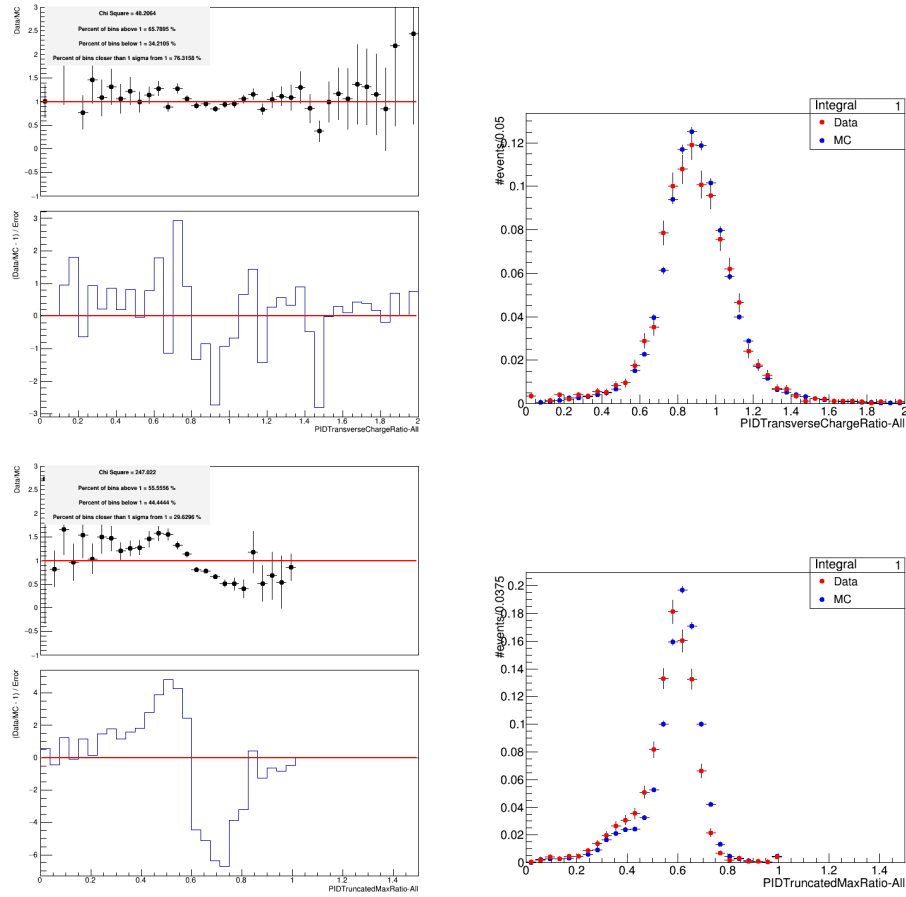 Chi Square = 48.2964
Percent of bins above 1 = 65.7895 %
Percent of bins below 1 = 34.2105 %
Percent of bins closer than 1 sigma from 1 = 76.3158 %
Data/MC
3
2.5
2
1.5
1
0.5
0
−0.5
−1
(Data/MC - 1) / Error
3
2
1
0
−1
−2
−3
0 0.2 0.4 0.6 0.8 1 1.2 1.4 1.6 1.8 2
PIDTransverseChargeRatio-All
Integral 1
Data
MC
#events/0.05
0.12
0.1
0.08
0.06
0.04
0.02
0
0 0.2 0.4 0.6 0.8 1 1.2 1.4 1.6 1.8 2
PIDTransverseChargeRatio-All
Chi Square = 247.022
Percent of bins above 1 = 55.5556 %
Percent of bins below 1 = 44.4444 %
Percent of bins closer than 1 sigma from 1 = 29.6296 %
Data/MC
3
2.5
2
1.5
1
0.5
0
−0.5
−1
(Data/MC - 1) / Error
4
2
0
−2
−4
−6
0 0.2 0.4 0.6 0.8 1 1.2 1.4
PIDTruncatedMaxRatio-All
Integral 1
Data
MC
#events/0.0375
0.2
0.18
0.16
0.14
0.12
0.1
0.08
0.06
0.04
0.02
0
0 0.2 0.4 0.6 0.8 1 1.2 1.4
PIDTruncatedMaxRatio-All